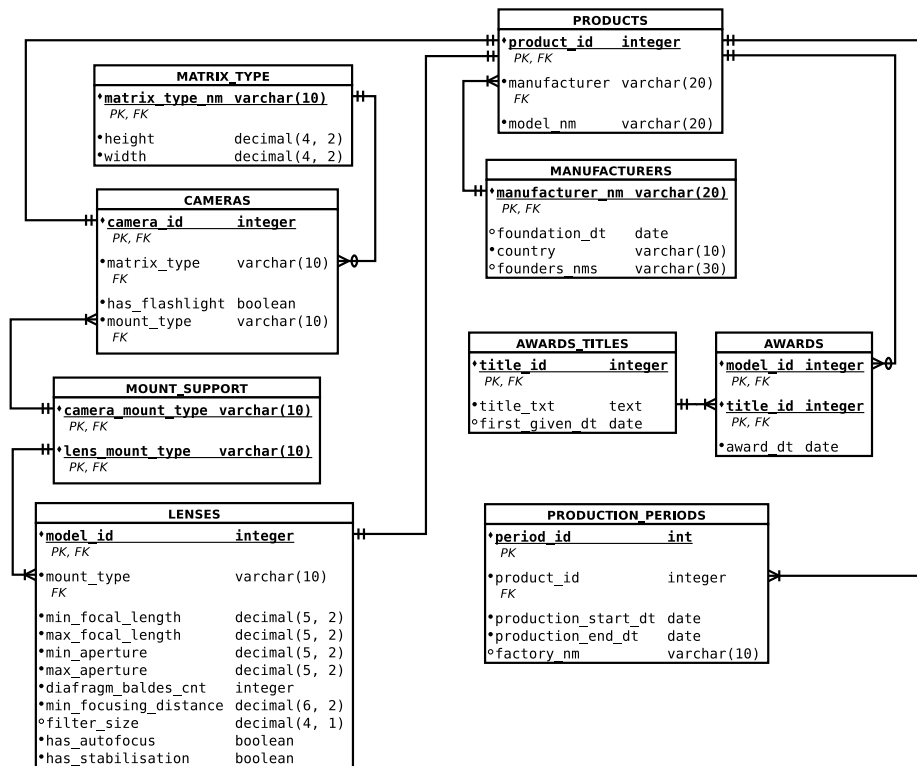 PRODUCTS
product_id integer
PK, FK
manufacturer varchar(20)
FK
model_nm varchar(20)
MATRIX_TYPE
matrix_type_nm varchar(10)
PK, FK
height decimal(4, 2)
width decimal(4, 2)
MANUFACTURERS
manufacturer_nm varchar(20)
PK, FK
foundation_dt date
country varchar(10)
founders_nms varchar(30)
CAMERAS
camera_id integer
PK, FK
matrix_type varchar(10)
FK
has_flashlight boolean
mount_type varchar(10)
FK
AWARDS_TITLES
title_id integer
PK, FK
title_txt text
first_given_dt date
AWARDS
model_id integer
PK, FK
title_id integer
PK, FK
award_dt date
MOUNT_SUPPORT
camera_mount_type varchar(10)
PK, FK
lens_mount_type varchar(10)
PK, FK
LENSES
model_id integer
PK, FK
mount_type varchar(10)
FK
min_focal_length decimal(5, 2)
max_focal_length decimal(5, 2)
min_aperture decimal(5, 2)
max_aperture decimal(5, 2)
diafragm_baldes_cnt integer
min_focusing_distance decimal(6, 2)
filter_size decimal(4, 1)
has_autofocus boolean
has_stabilisation boolean
PRODUCTION_PERIODS
period_id int
PK
product_id integer
FK
production_start_dt date
production_end_dt date
factory_nm varchar(10)